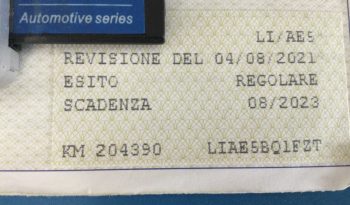 Automotive series
LI/AE5
REVISIONE DEL 04/08/2021
ESITO REGOLARE
SCADENZA 08/2023
KM 204390 LIAE5BQ1FZT